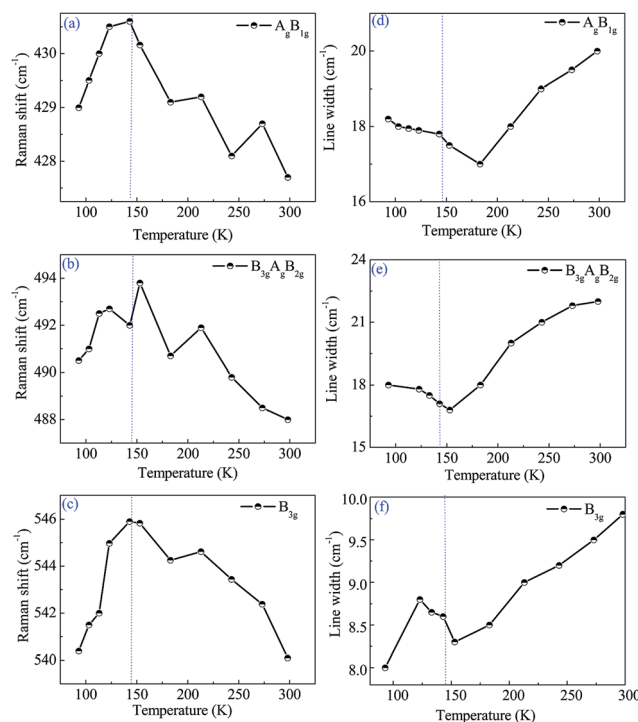 (a)
AgB1g
430
429
428
Raman shift (cm-1)
100 150 200 250 300
Temperature (K)
(d)
AgB1g
20
18
16
Line width (cm-1)
100 150 200 250 300
Temperature (K)
(b)
B3gAgB2g
494
492
490
488
Raman shift (cm-1)
100 150 200 250 300
Temperature (K)
(e)
B3gAgB2g
21
18
15
Line width (cm-1)
100 150 200 250 300
Temperature (K)
(c)
B3g
546
544
542
540
Raman shift (cm-1)
100 150 200 250 300
Temperature (K)
(f)
B3g
10.0
9.5
9.0
8.5
8.0
Line width (cm-1)
100 150 200 250 300
Temperature (K)